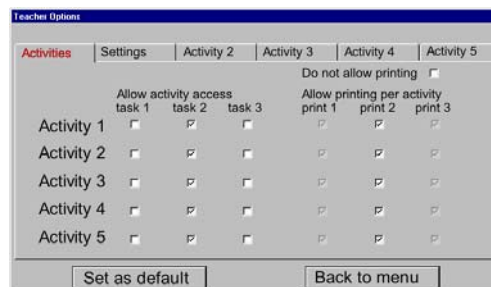 Teacher Options
Activities Settings Activity 2 Activity 3 Activity 4 Activity 5
Do not allow printing
Allow activity access Allow printing per activity
task 1 task 2 task 3 print 1 print 2 print 3
Activity 1
Activity 2
Activity 3
Activity 4
Activity 5
Set as default Back to menu